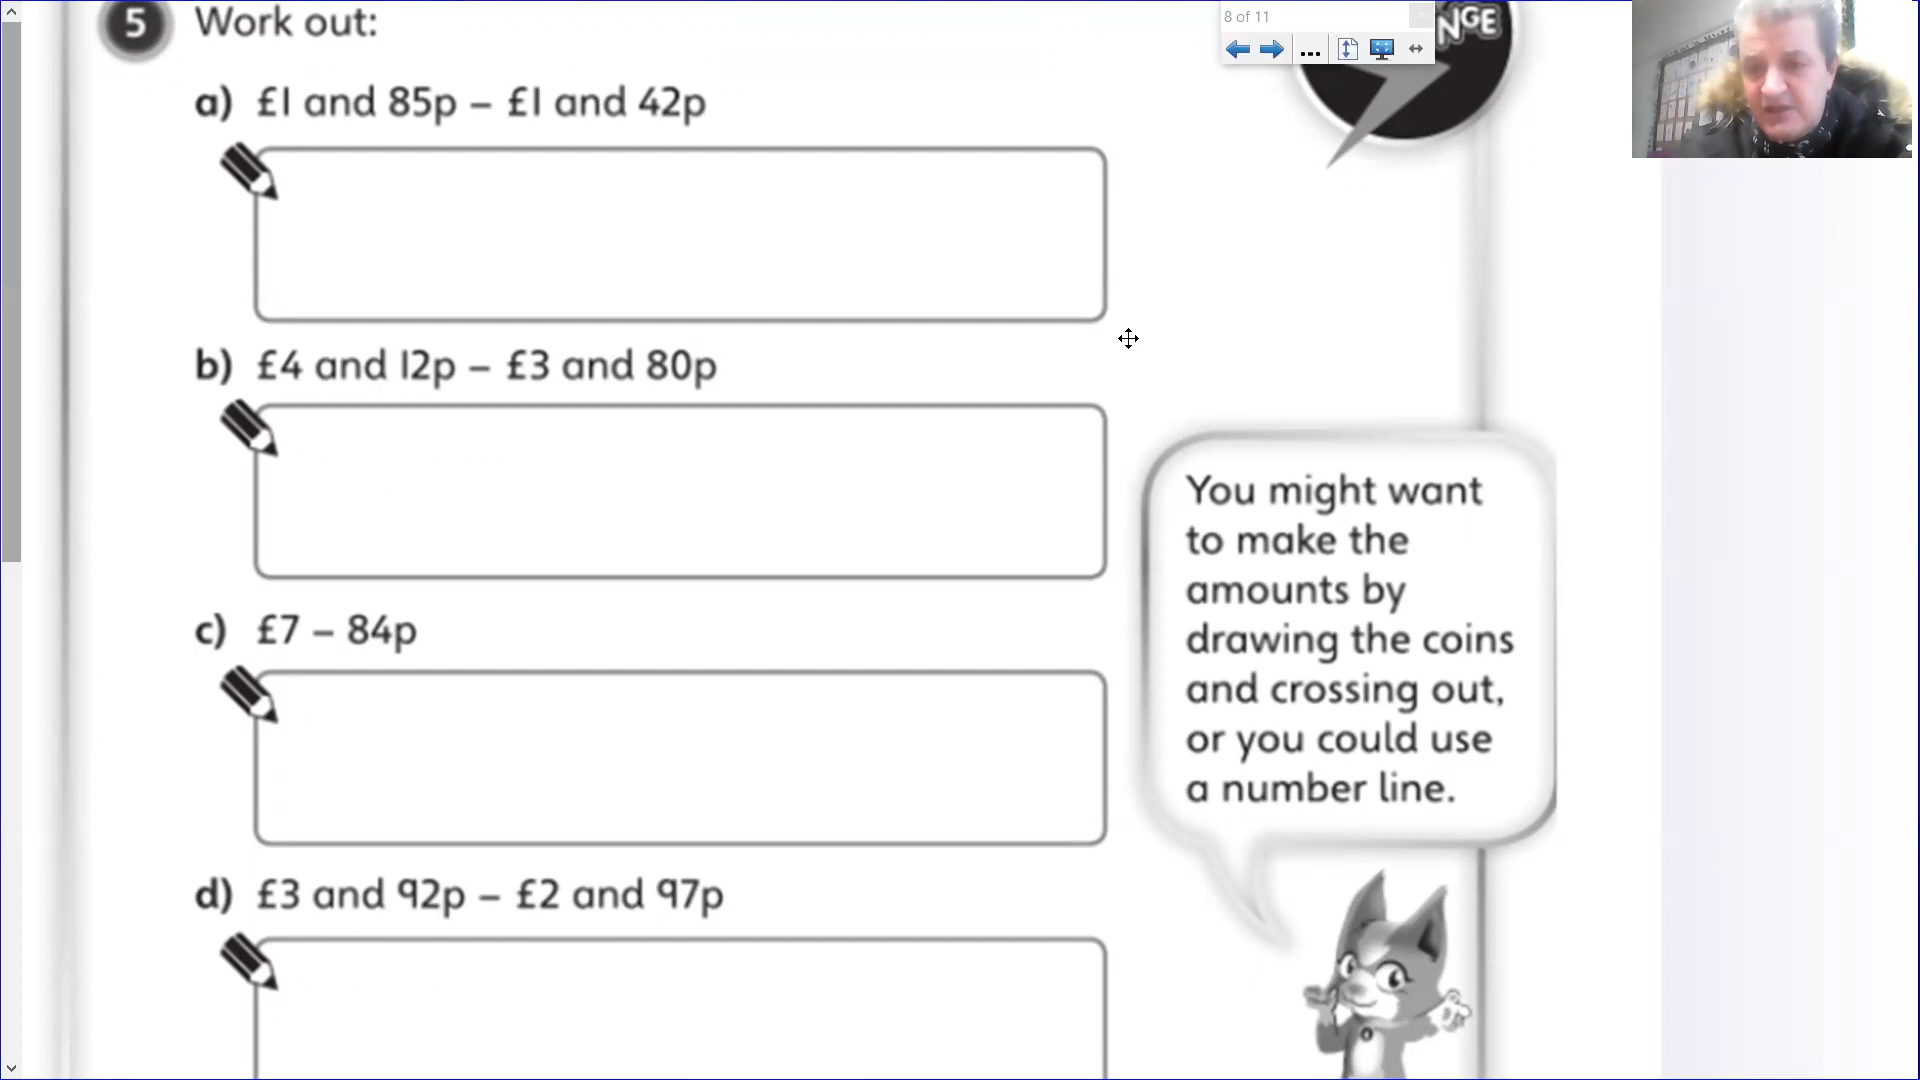 5 Work out:
8 of 11
NGE
a) £1 and 85p – £1 and 42p
b) £4 and 12p – £3 and 80p
c) £7 – 84p
d) £3 and 92p – £2 and 97p
You might want
to make the
amounts by
drawing the coins
and crossing out,
or you could use
a number line.